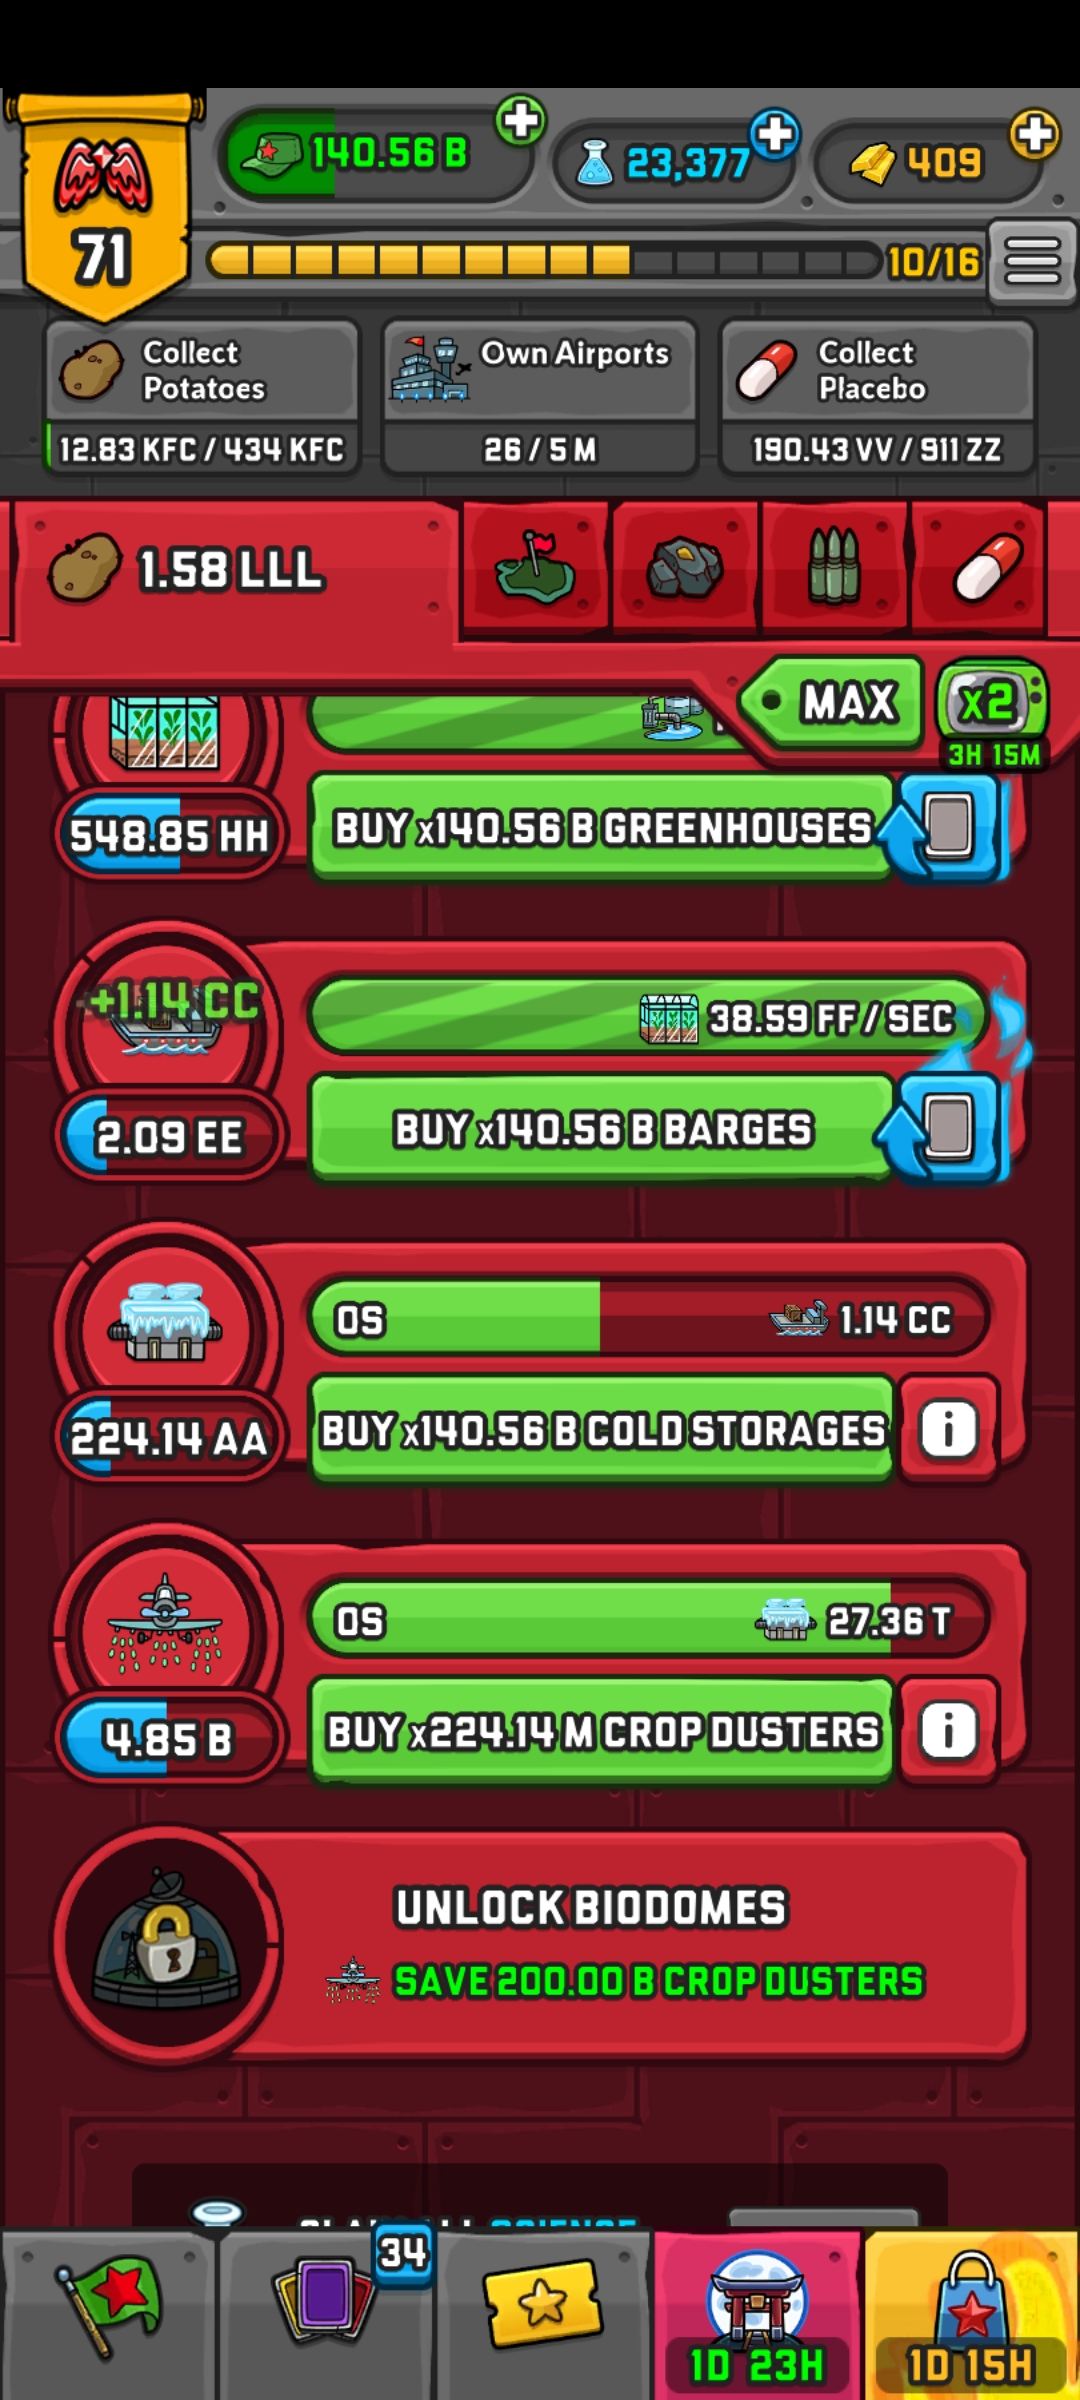 140.56 B
23,377
409
71
10/16
Collect
Potatoes
12.83 KFC / 434 KFC
Own Airports
26 / 5 M
Collect
Placebo
190.43 VV / 911 ZZ
1.58 LLL
MAX
x2
3H 15M
548.85 HH
BUY x140.56 B GREENHOUSES
+1.14 CC
38.59 FF / SEC
2.09 EE
BUY x140.56 B BARGES
0S
1.14 CC
224.14 AA
BUY x140.56 B COLD STORAGES
i
0S
27.36 T
4.85 B
BUY x224.14 M CROP DUSTERS
i
UNLOCK BIODOMES
SAVE 200.00 B CROP DUSTERS
34
1D 23H
1D 15H